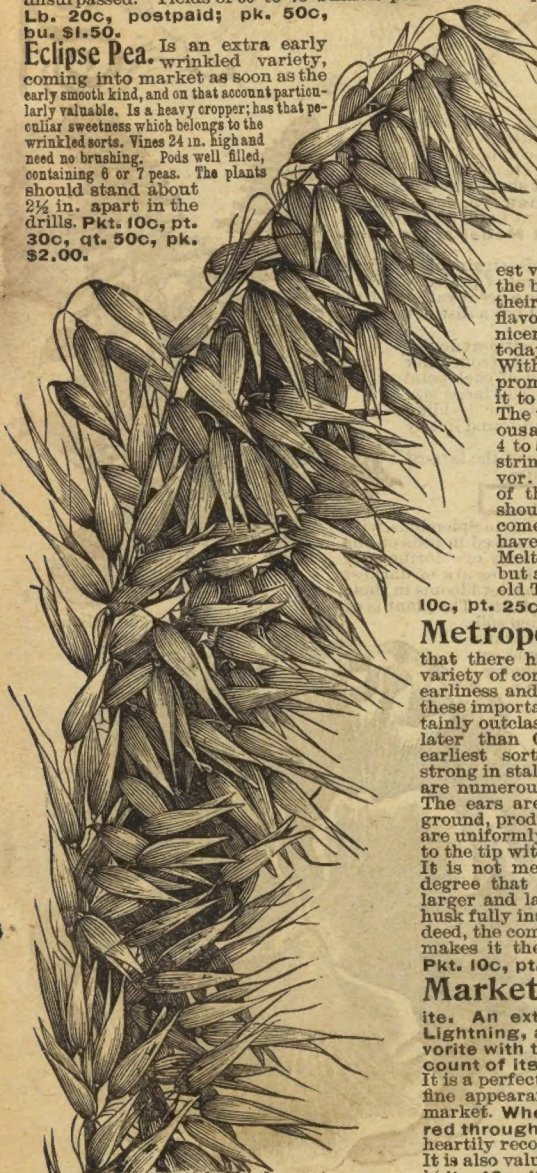 Lb. 20c, postpaid; pk. 50c,
bu. $1.50.
Eclipse Pea. Is an extra early
wrinkled variety,
coming into market as soon as the
early smooth kind, and on that account particu-
larly valuable. Is a heavy cropper; has that pe-
culiar sweetness which belongs to the
wrinkled sorts. Vines 24 in. high and
need no brushing. Pods well filled,
containing 6 or 7 peas. The plants
should stand about
2½ in. apart in the
drills. Pkt. 10c, pt.
30c, qt. 50c, pk.
$2.00.
est v
the b
their
flavo
nicer
today
With
prom
it to
The
ous a
4 to
strin
vor.
of th
shou
come
have
Melt
but a
old T
10c, pt. 25c
Metrop
that there h
variety of cor
earliness and
these importa
tainly outclas
later than
earliest sort
strong in stal
are numerou
The ears are
ground, prod
are uniforml
to the tip wit
It is not me
degree that
larger and la
husk fully in
deed, the com
makes it the
Pkt. 10c, pt.
Market
ite. An ext
Lightning, a
vorite with t
count of its
It is a perfect
fine appeara
market. Whe
red through
heartily reco
It is also valu